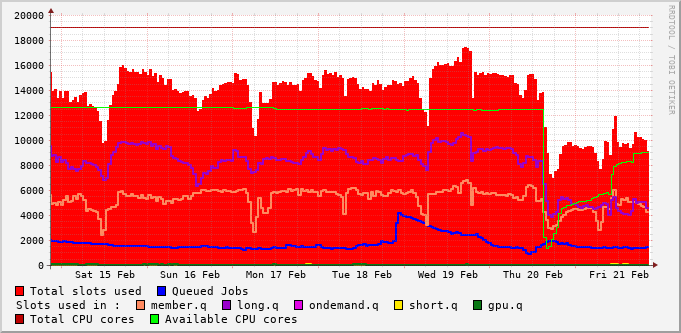 RRDTOOL / TOBI OETIKER
20000
18000
16000
14000
12000
10000
8000
6000
4000
2000
0
Sat 15 Feb Sun 16 Feb Mon 17 Feb Tue 18 Feb Wed 19 Feb Thu 20 Feb Fri 21 Feb
Total slots used Queued Jobs
Slots used in : member.q long.q ondemand.q short.q gpu.q
Total CPU cores Available CPU cores